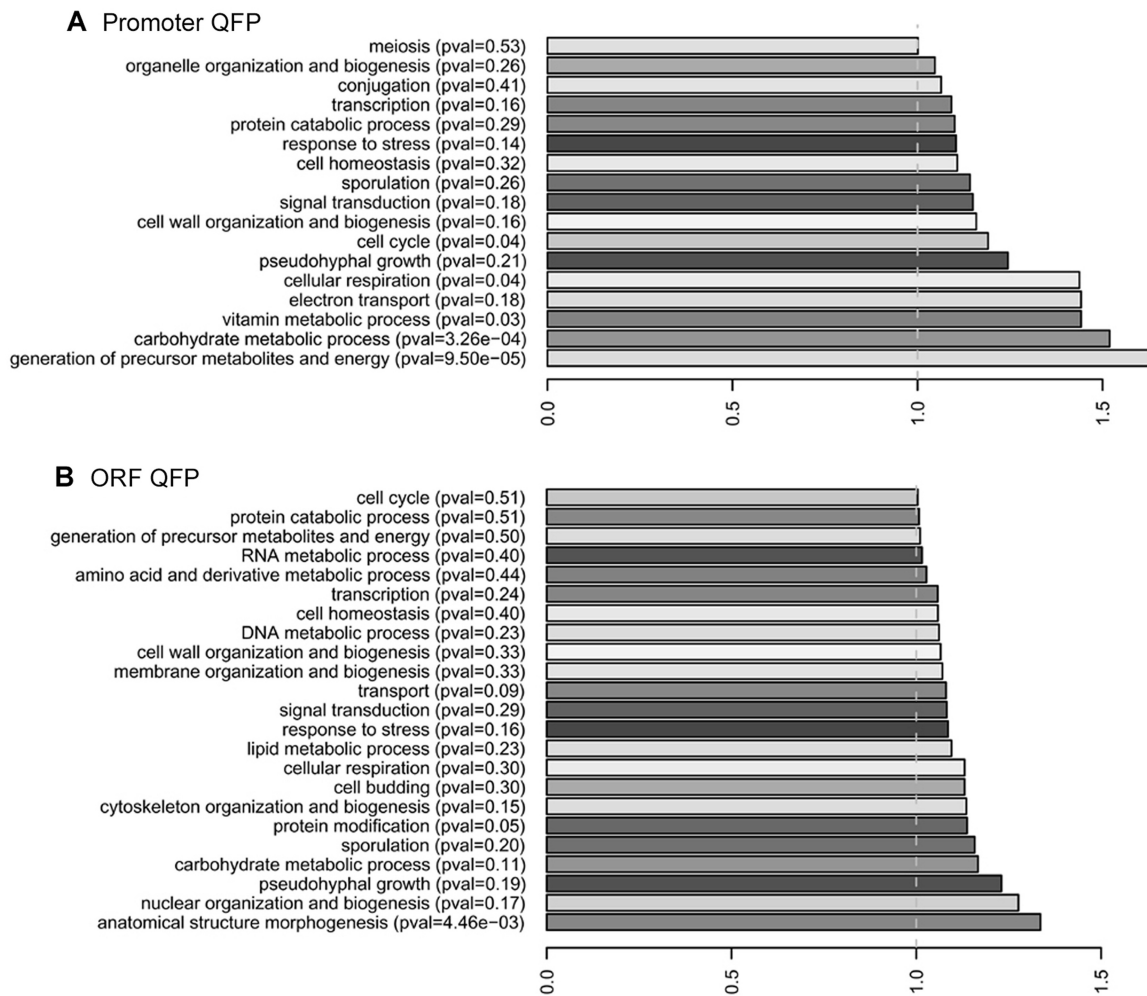 A Promoter QFP
meiosis (pval=0.53)
organelle organization and biogenesis (pval=0.26)
conjugation (pval=0.41)
transcription (pval=0.16)
protein catabolic process (pval=0.29)
response to stress (pval=0.14)
cell homeostasis (pval=0.32)
sporulation (pval=0.26)
signal transduction (pval=0.18)
cell wall organization and biogenesis (pval=0.16)
cell cycle (pval=0.04)
pseudohyphal growth (pval=0.21)
cellular respiration (pval=0.04)
electron transport (pval=0.18)
vitamin metabolic process (pval=0.03)
carbohydrate metabolic process (pval=3.26e−04)
generation of precursor metabolites and energy (pval=9.50e−05)
0.0 0.5 1.0 1.5
B ORF QFP
cell cycle (pval=0.51)
protein catabolic process (pval=0.51)
generation of precursor metabolites and energy (pval=0.50)
RNA metabolic process (pval=0.40)
amino acid and derivative metabolic process (pval=0.44)
transcription (pval=0.24)
cell homeostasis (pval=0.40)
DNA metabolic process (pval=0.23)
cell wall organization and biogenesis (pval=0.33)
membrane organization and biogenesis (pval=0.33)
transport (pval=0.09)
signal transduction (pval=0.29)
response to stress (pval=0.16)
lipid metabolic process (pval=0.23)
cellular respiration (pval=0.30)
cell budding (pval=0.30)
cytoskeleton organization and biogenesis (pval=0.15)
protein modification (pval=0.05)
sporulation (pval=0.20)
carbohydrate metabolic process (pval=0.11)
pseudohyphal growth (pval=0.19)
nuclear organization and biogenesis (pval=0.17)
anatomical structure morphogenesis (pval=4.46e−03)
0.0 0.5 1.0 1.5